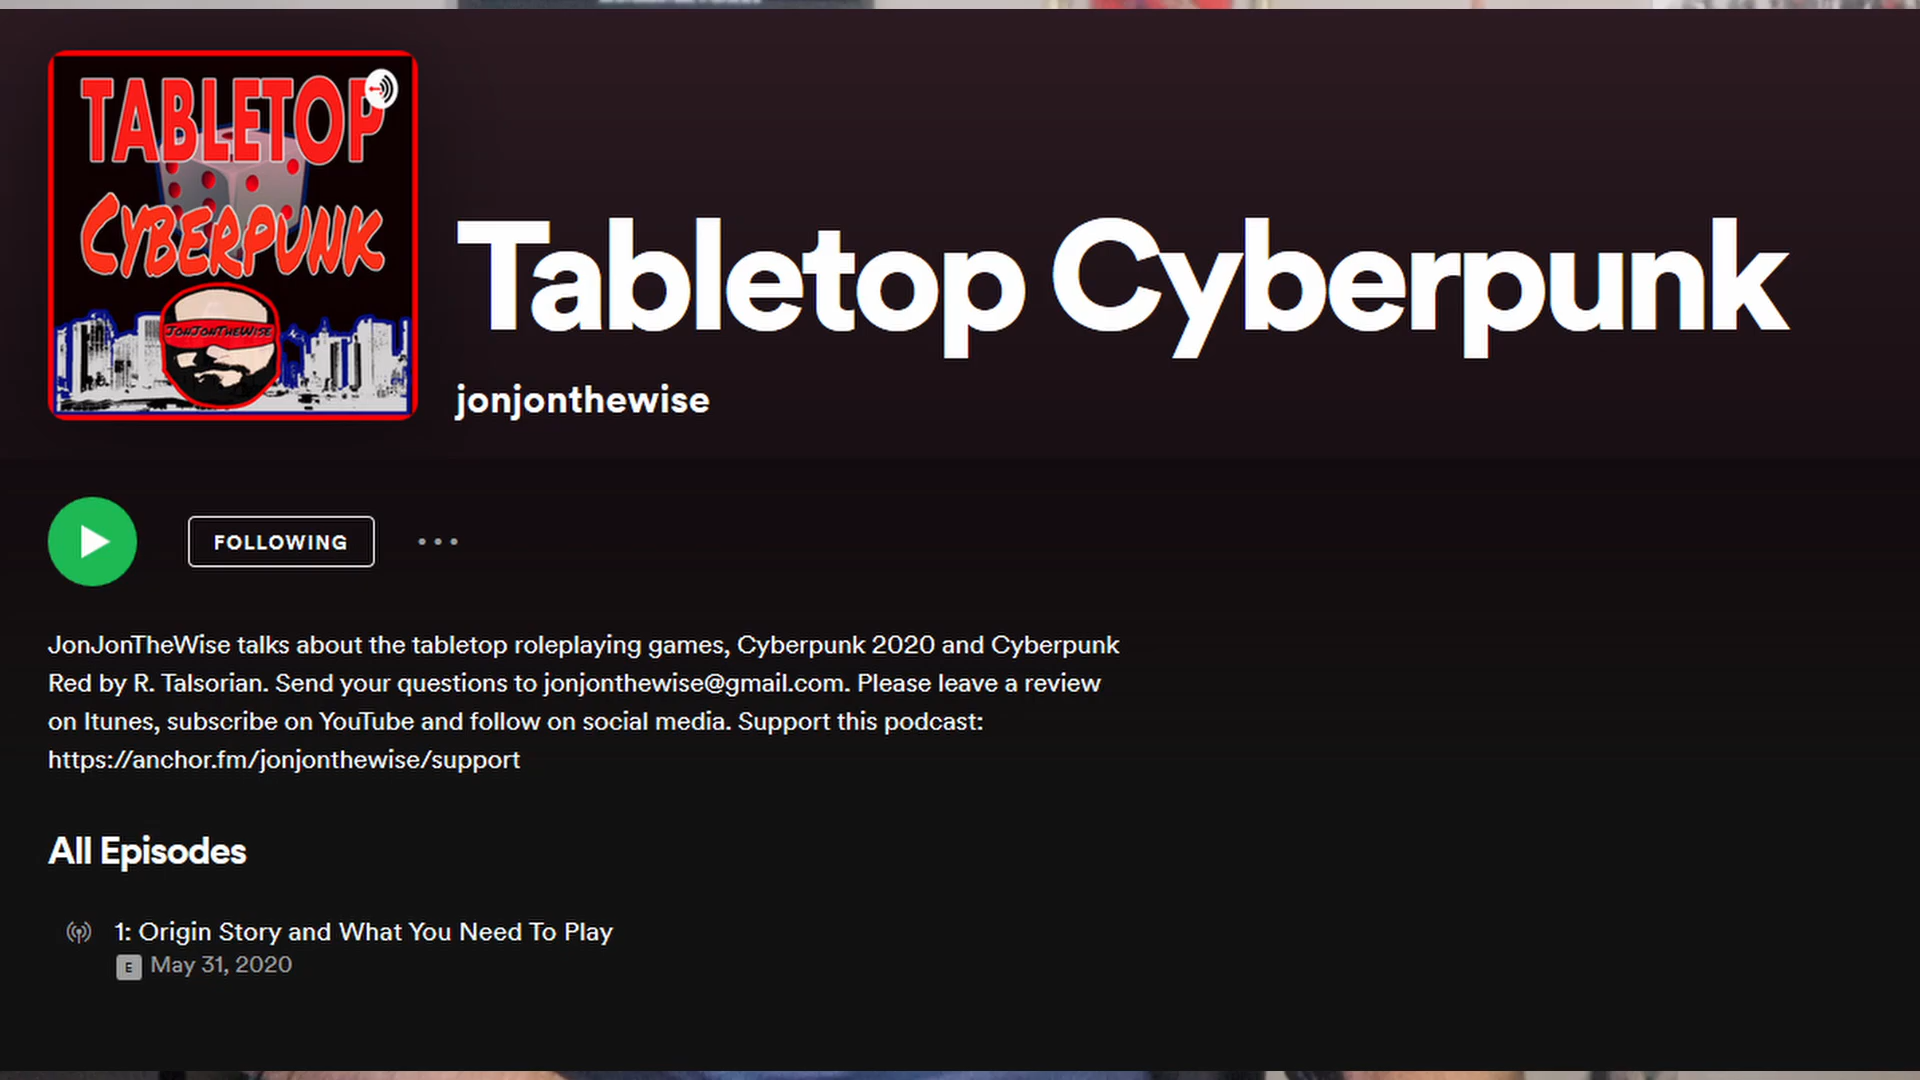 TABLETOP
CYBERPUNK
JONJONTHEWISE
Tabletop Cyberpunk
jonjonthewise
FOLLOWING
JonJonTheWise talks about the tabletop roleplaying games, Cyberpunk 2020 and Cyberpunk
Red by R. Talsorian. Send your questions to jonjonthewise@gmail.com. Please leave a review
on Itunes, subscribe on YouTube and follow on social media. Support this podcast:
https://anchor.fm/jonjonthewise/support
All Episodes
1: Origin Story and What You Need To Play
E May 31, 2020